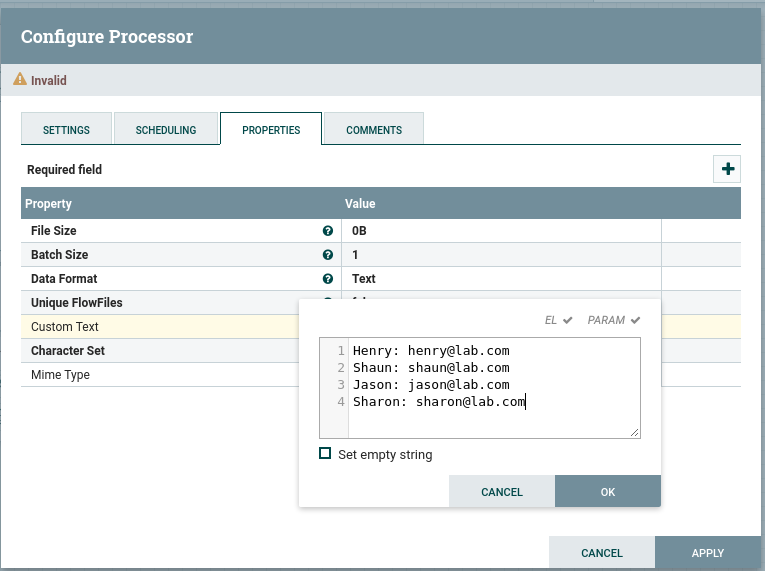 Configure Processor
Invalid
SETTINGS SCHEDULING PROPERTIES COMMENTS
Required field
Property Value
File Size 0B
Batch Size 1
Data Format Text
Unique FlowFiles
Custom Text
Character Set
Mime Type
EL PARAM
1 Henry: henry@lab.com
2 Shaun: shaun@lab.com
3 Jason: jason@lab.com
4 Sharon: sharon@lab.com
Set empty string
CANCEL OK
CANCEL APPLY